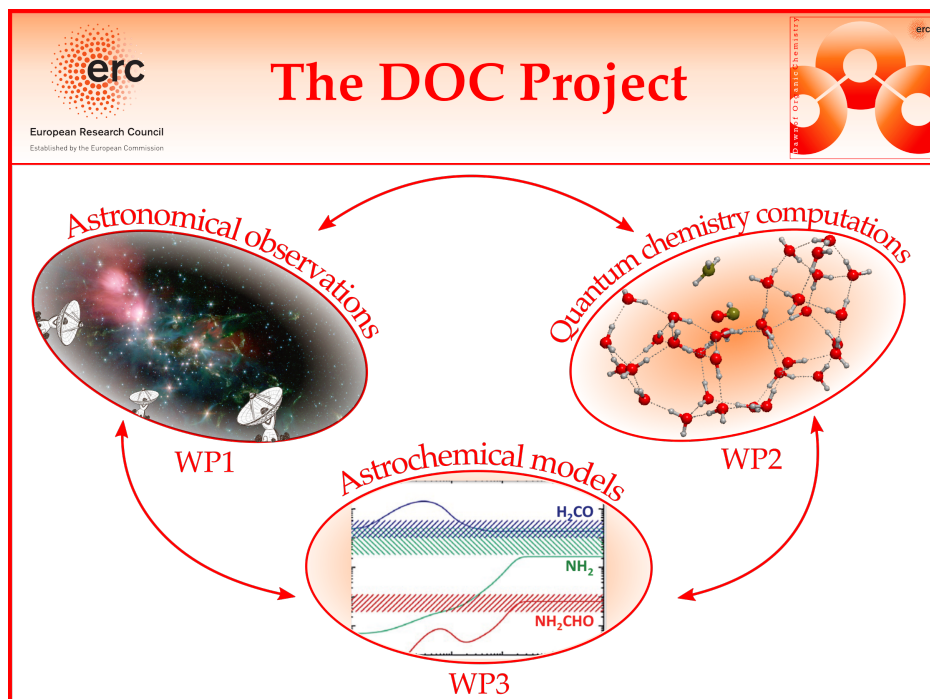 erc
European Research Council
Established by the European Commission
The DOC Project
Dawn of Organic Chemistry
erc
Astronomical observations
Quantum chemistry computations
WP1
WP2
Astrochemical models
H₂CO
NH₂
NH₂CHO
WP3